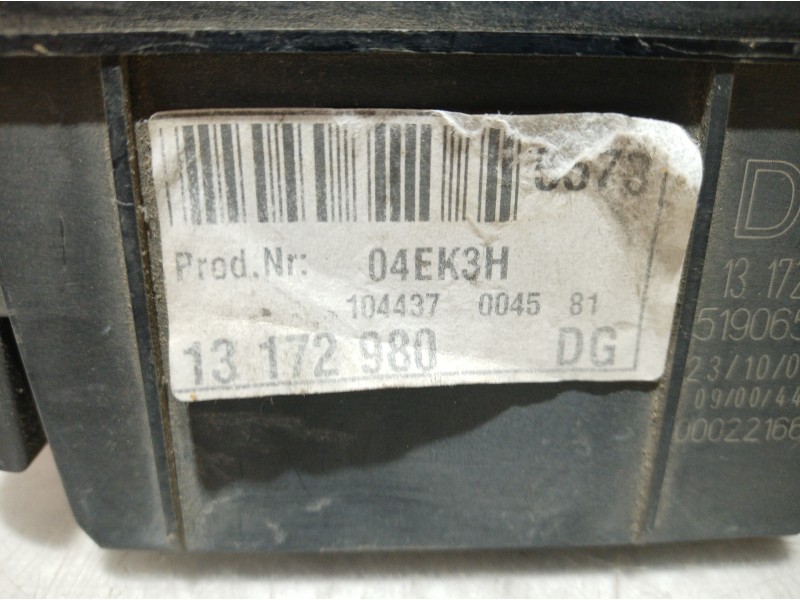 Prod.Nr: 04EK3H
104437 0045 81
13 172 980 DG
D
13 172
519065
23/10/0
09/00/44
00022166